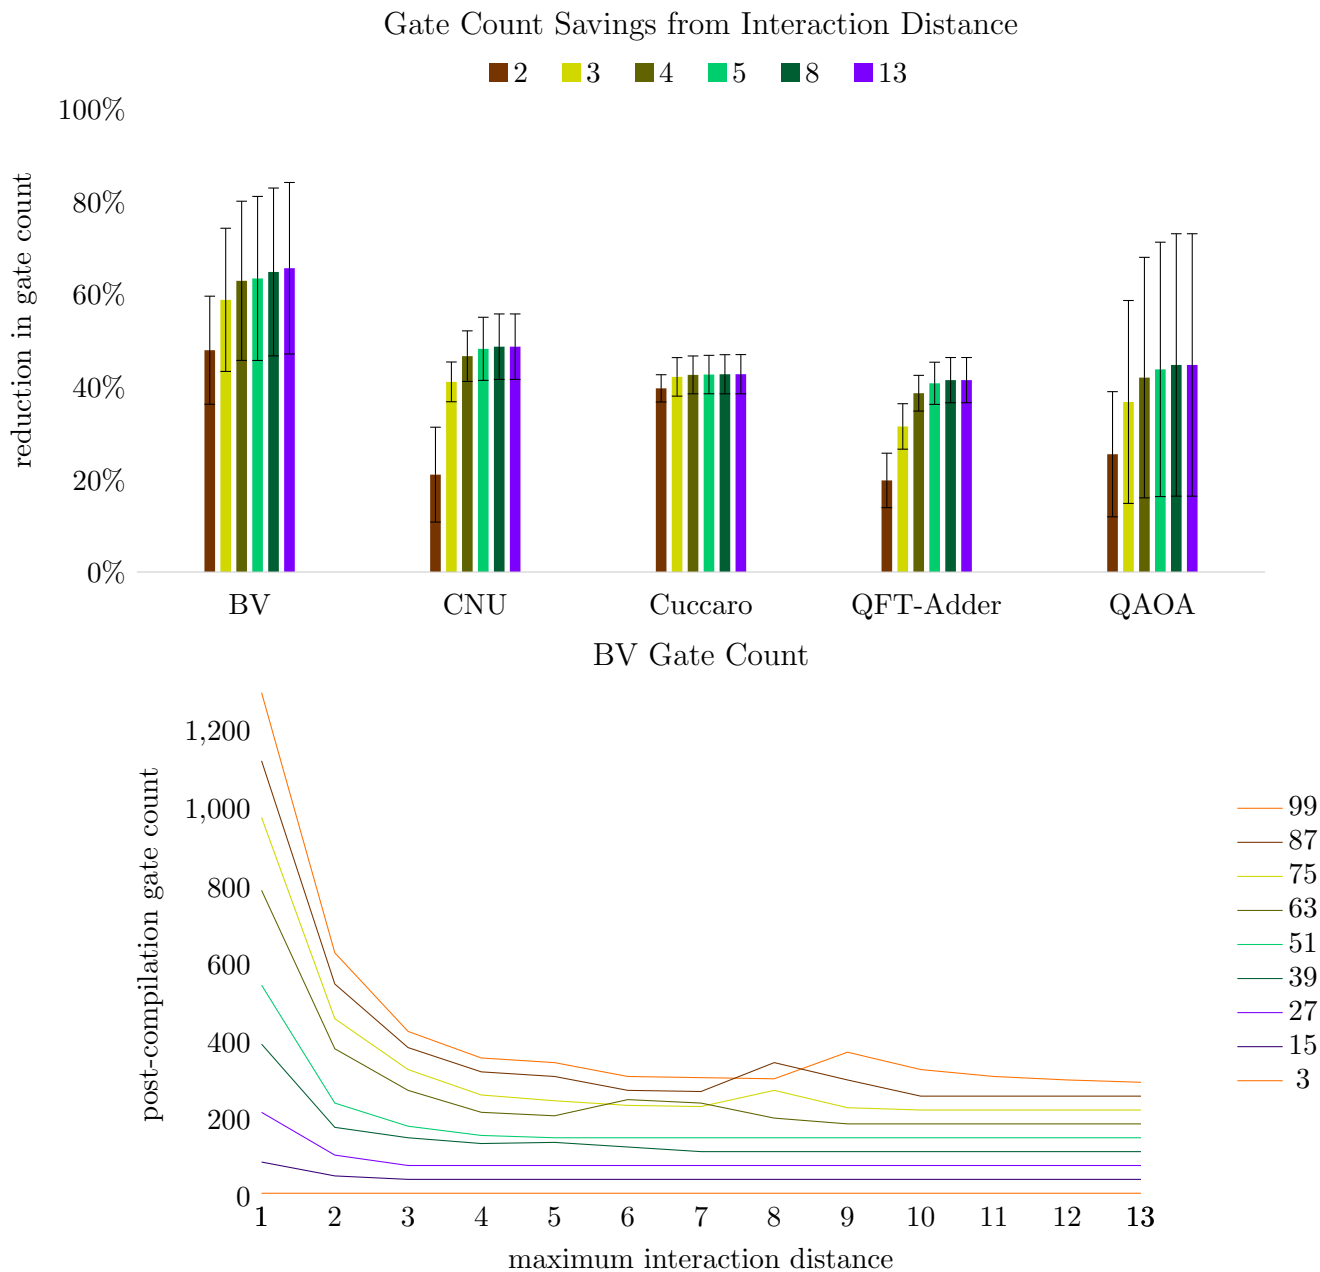 Gate Count Savings from Interaction Distance
2 3 4 5 8 13
100%
80%
60%
40%
20%
0%
reduction in gate count
BV CNU Cuccaro QFT-Adder QAOA
BV Gate Count
1,200
1,000
800
600
400
200
0
post-compilation gate count
1 2 3 4 5 6 7 8 9 10 11 12 13
maximum interaction distance
99
87
75
63
51
39
27
15
3